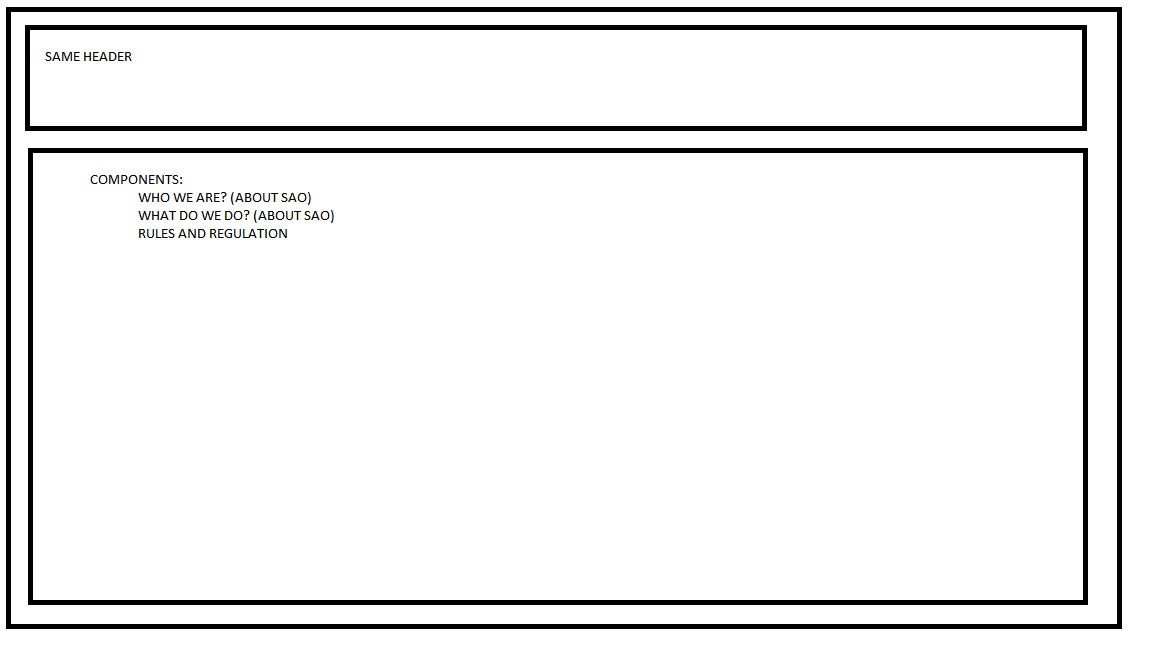 SAME HEADER
COMPONENTS:
WHO WE ARE? (ABOUT SAO)
WHAT DO WE DO? (ABOUT SAO)
RULES AND REGULATION